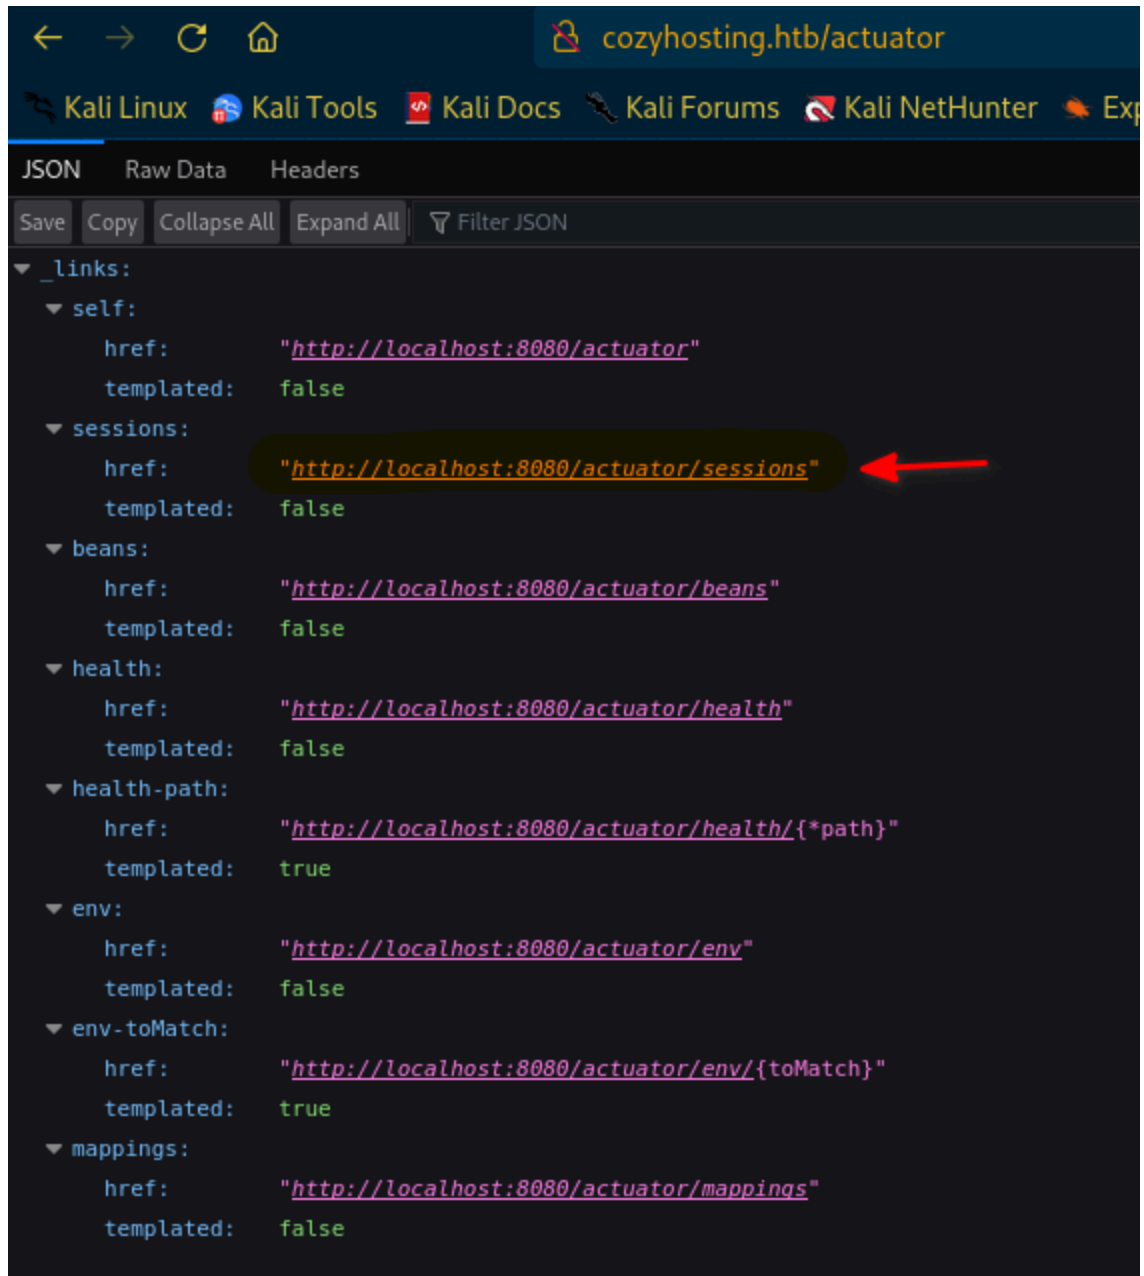 cozyhosting.htb/actuator
Kali Linux Kali Tools Kali Docs Kali Forums Kali NetHunter
JSON Raw Data Headers
Save Copy Collapse All Expand All Filter JSON
_links:
self:
href: "http://localhost:8080/actuator"
templated: false
sessions:
href: "http://localhost:8080/actuator/sessions"
templated: false
beans:
href: "http://localhost:8080/actuator/beans"
templated: false
health:
href: "http://localhost:8080/actuator/health"
templated: false
health-path:
href: "http://localhost:8080/actuator/health/{*path}"
templated: true
env:
href: "http://localhost:8080/actuator/env"
templated: false
env-toMatch:
href: "http://localhost:8080/actuator/env/{toMatch}"
templated: true
mappings:
href: "http://localhost:8080/actuator/mappings"
templated: false